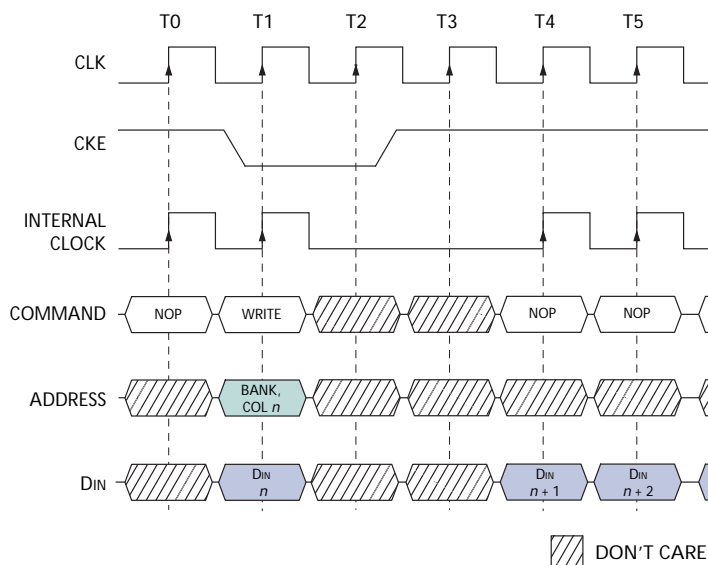 T0 T1 T2 T3 T4 T5
CLK
CKE
INTERNAL
CLOCK
COMMAND NOP WRITE NOP NOP
ADDRESS BANK,
COL n
DIN DIN
n DIN
n + 1 DIN
n + 2
DON'T CARE